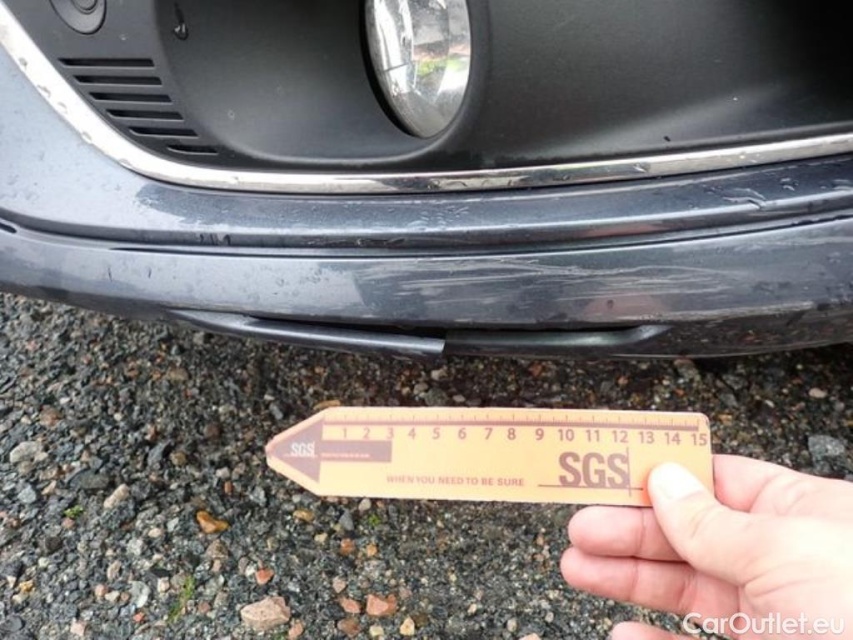 1 2 3 4 5 6 7 8 9 10 11 12 13 14 15
SGS
SGS
WHEN YOU NEED TO BE SURE
CarOutlet.eu